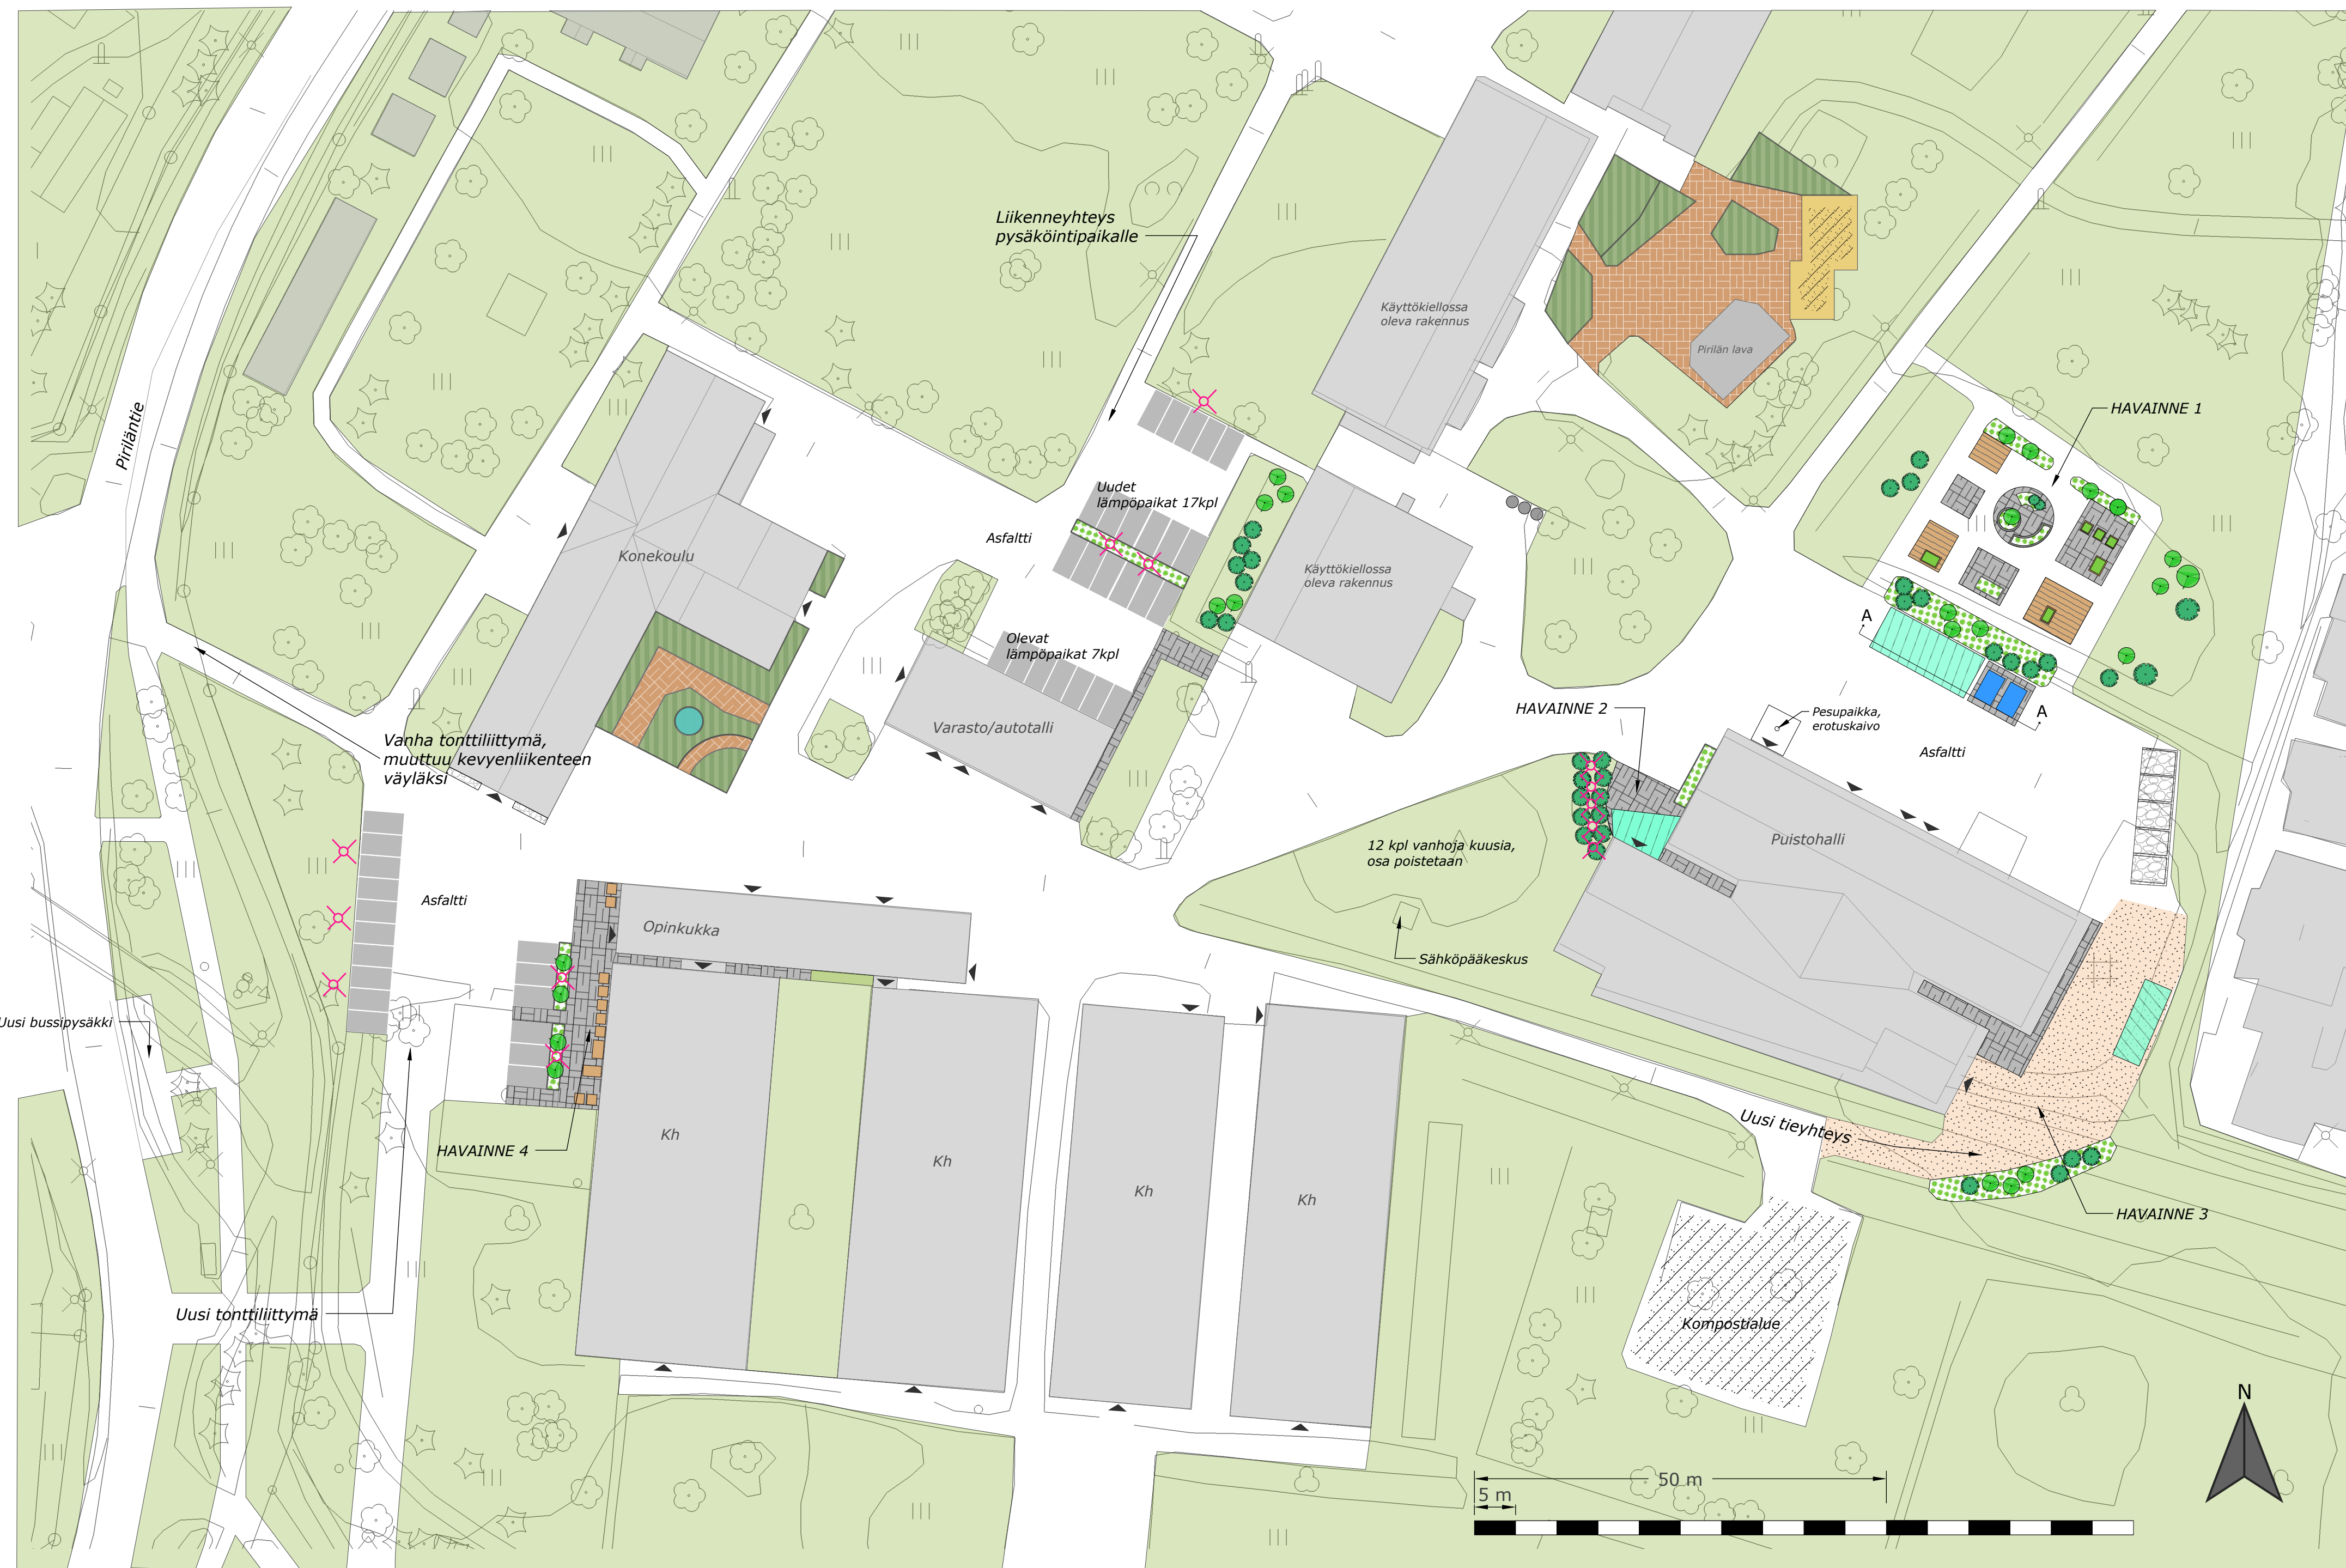 Liikenneyhteys
pysäköintipaikalle
Käyttökiellossa
oleva rakennus
Pirilän lava
Piriläntie
HAVAINNE 1
Uudet
lämpöpaikat 17kpl
Asfaltti
Konekoulu
Käyttökiellossa
oleva rakennus
Olevat
lämpöpaikat 7kpl
A
A
Varasto/autotalli
HAVAINNE 2
Pesupaikka,
erotuskaivo
Asfaltti
Vanha tonttiliittymä,
muuttuu kevyenliikenteen
väyläksi
12 kpl vanhoja kuusia,
osa poistetaan
Puistohalli
Asfaltti
Opinkukka
Sähköpääkeskus
Uusi bussipysäkki
HAVAINNE 4
Kh
Kh
Kh
Kh
Uusi tieyhteys
HAVAINNE 3
Uusi tonttiliittymä
Kompostialue
N
50 m
5 m